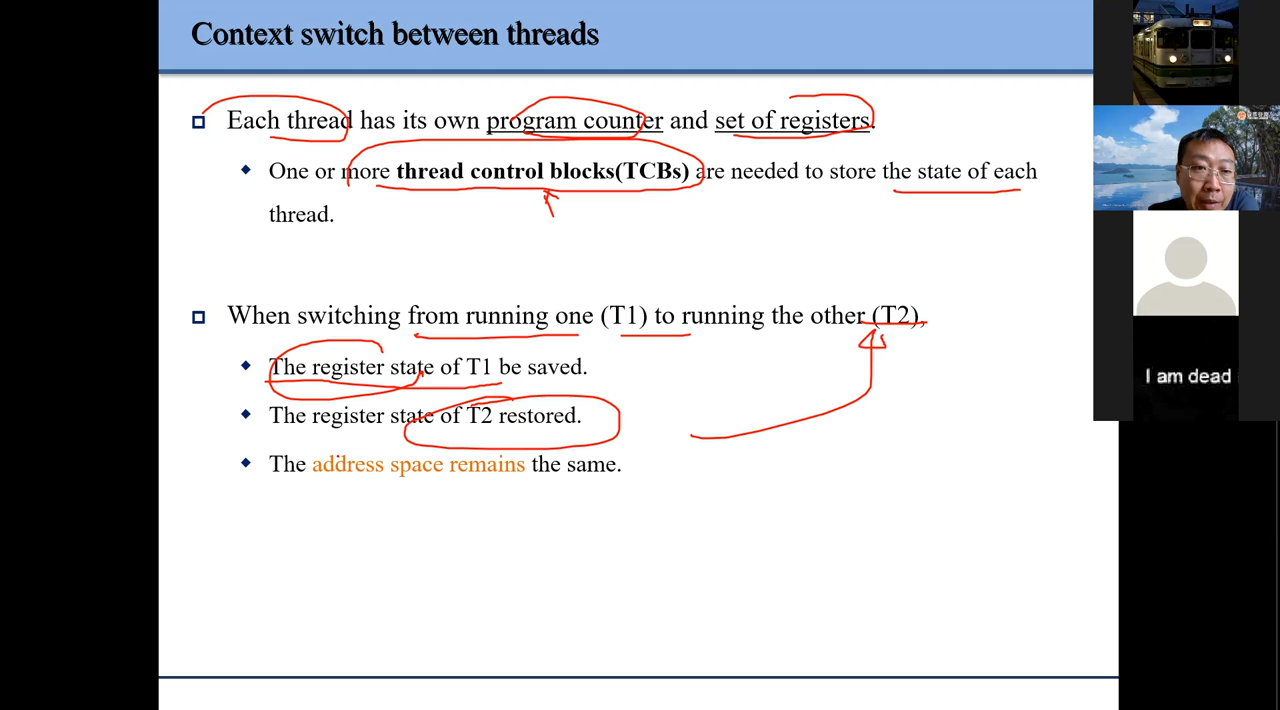 Context switch between threads
Each thread has its own program counter and set of registers.
One or more thread control blocks(TCBs) are needed to store the state of each
thread.
When switching from running one (T1) to running the other (T2),
The register state of T1 be saved.
The register state of T2 restored.
The address space remains the same.
I am dead